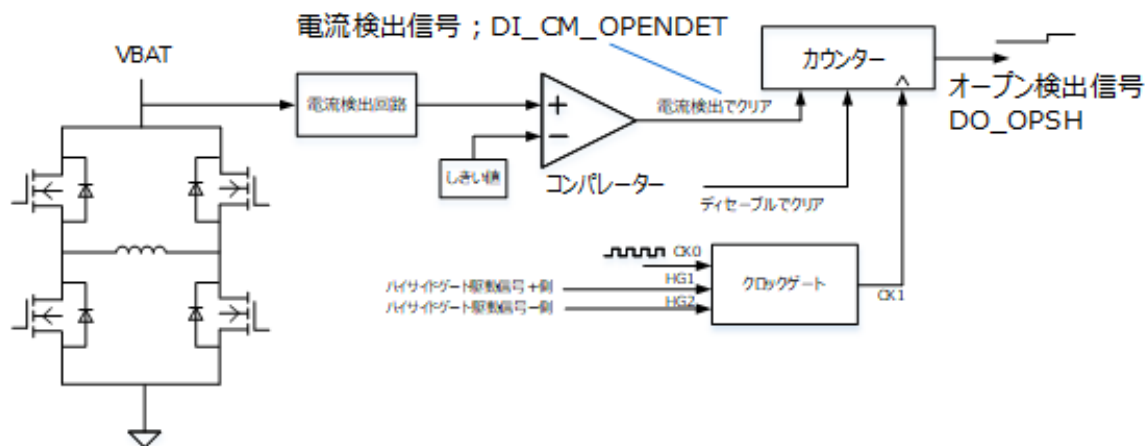 電流検出信号；DI_CM_OPENDET
VBAT
カウンター
電流検出回路
電流検出でクリア
オープン検出信号
DO_OPSH
しきい値
コンパレーター
ディセーブルでクリア
CK0
HG1
HG2
ハイサイドゲート駆動信号+側
ハイサイドゲート駆動信号−側
クロックゲート
CK1